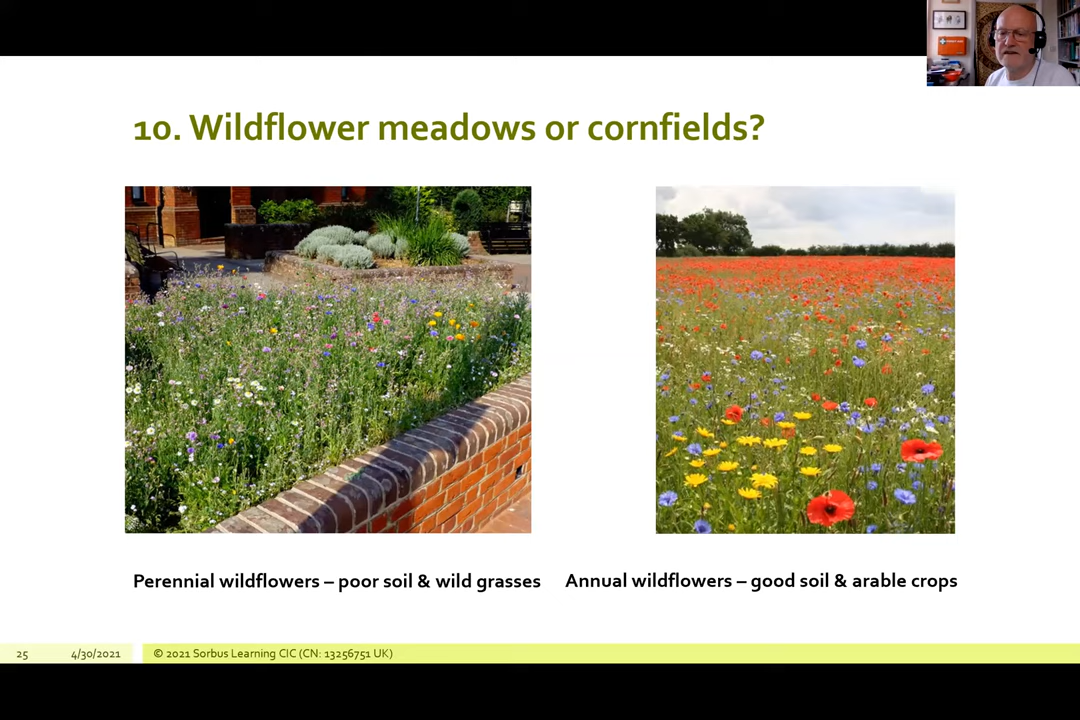 10. Wildflower meadows or cornfields?
Perennial wildflowers – poor soil & wild grasses
Annual wildflowers – good soil & arable crops
25
4/30/2021
© 2021 Sorbus Learning CIC (CN: 13256751 UK)